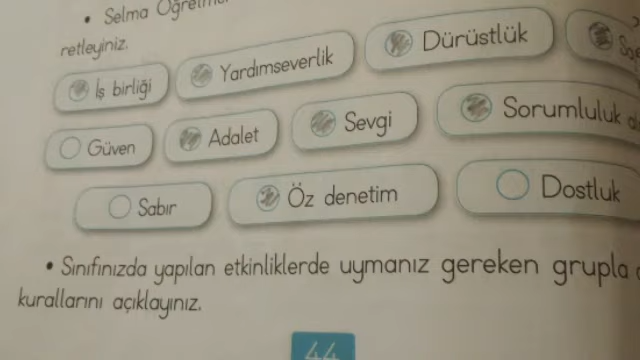 • Selma
retleyiniz.
İş birliği Yardımseverlik Dürüstlük
Güven Adalet Sevgi Sorumluluk
Sabır Öz denetim Dostluk
• Sınıfınızda yapılan etkinliklerde uymanız gereken grupla
kurallarını açıklayınız.
44